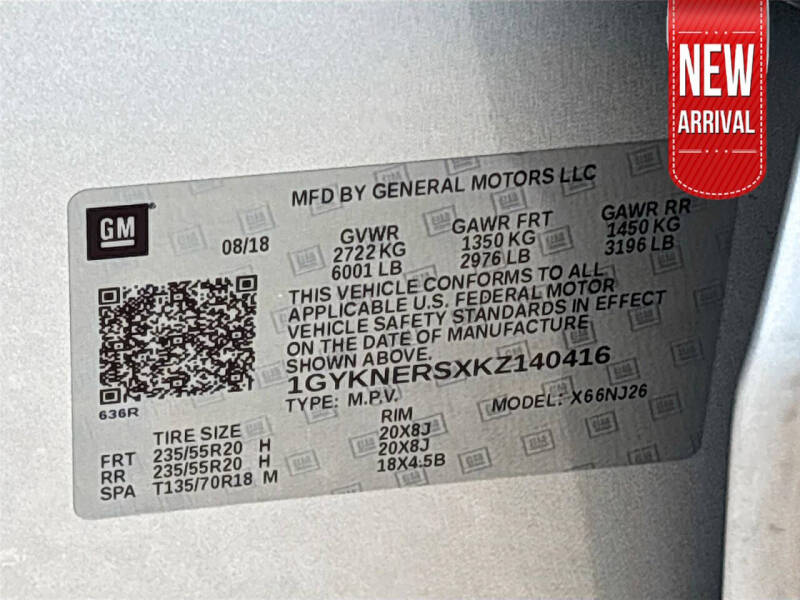 NEW
ARRIVAL
MFD BY GENERAL MOTORS LLC
GM
08/18
GVWR
2722 KG
6001 LB
GAWR FRT
1350 KG
2976 LB
GAWR RR
1450 KG
3196 LB
THIS VEHICLE CONFORMS TO ALL
APPLICABLE U.S. FEDERAL MOTOR
VEHICLE SAFETY STANDARDS IN EFFECT
ON THE DATE OF MANUFACTURE
SHOWN ABOVE.
1GYKNERSXKZ140416
TYPE: M.P.V. MODEL: X66NJ26
636R
TIRE SIZE RIM
FRT 235/55R20 H 20X8J
RR 235/55R20 H 20X8J
SPA T135/70R18 M 18X4.5B